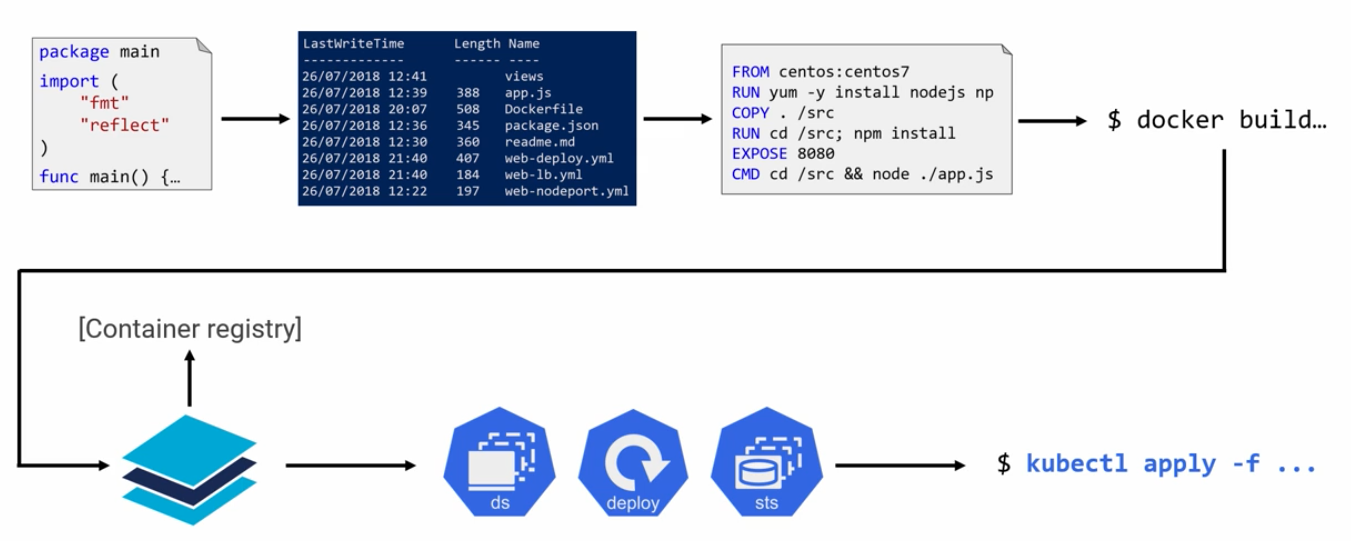 package main
import (
"fmt"
"reflect"
)
func main() {…
LastWriteTime Length Name
------------- ------ ----
26/07/2018 12:41 views
26/07/2018 12:39 388 app.js
26/07/2018 20:07 508 Dockerfile
26/07/2018 12:36 345 package.json
26/07/2018 12:30 360 readme.md
26/07/2018 21:40 407 web-deploy.yml
26/07/2018 21:40 184 web-lb.yml
26/07/2018 12:22 197 web-nodeport.yml
FROM centos:centos7
RUN yum -y install nodejs np
COPY . /src
RUN cd /src; npm install
EXPOSE 8080
CMD cd /src && node ./app.js
$ docker build…
[Container registry]
ds
deploy
sts
$ kubectl apply -f ...